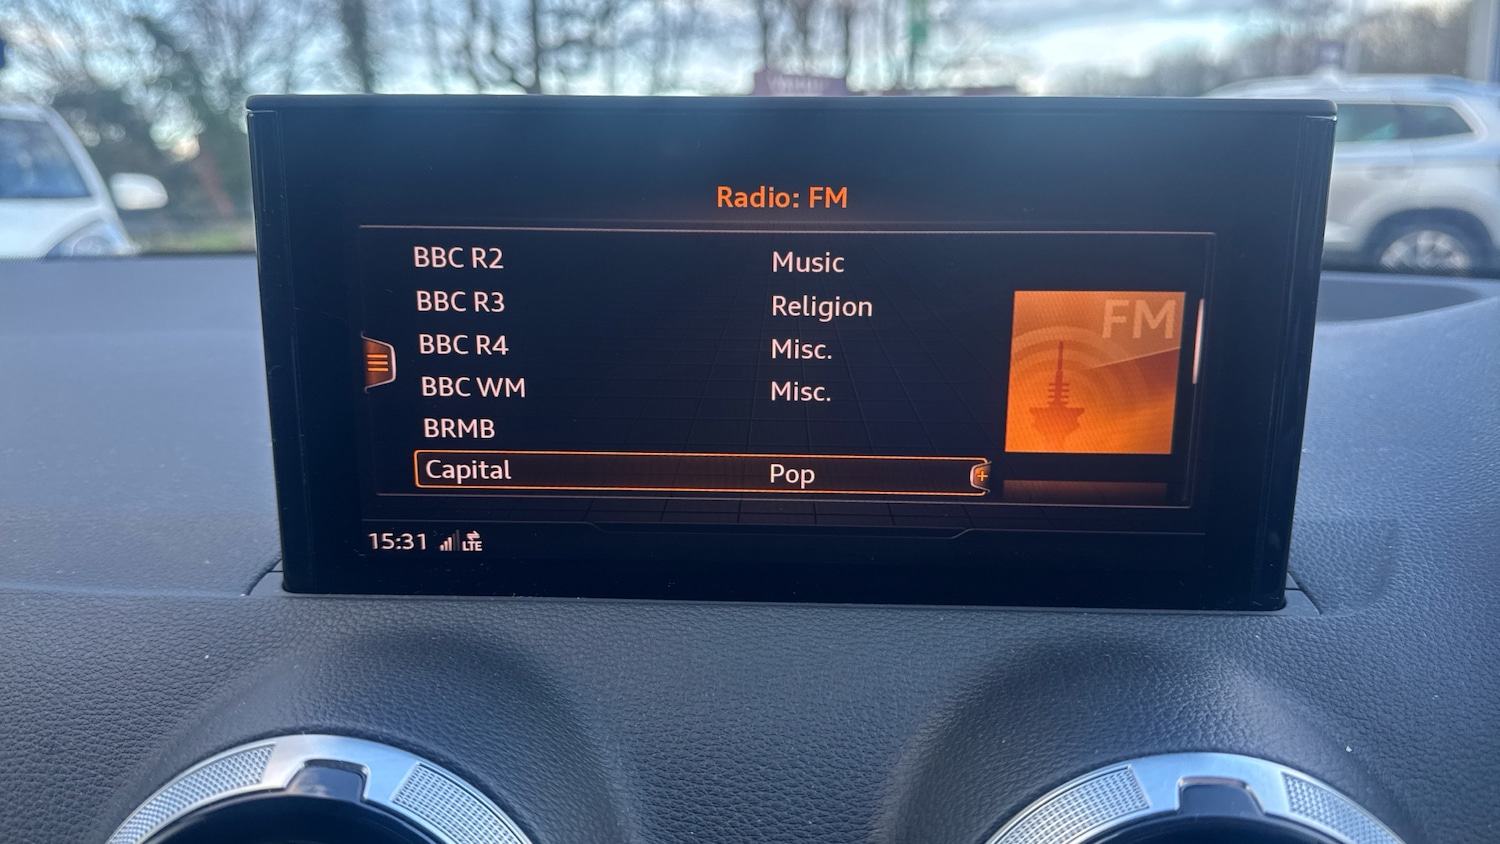 Radio: FM
BBC R2 Music
BBC R3 Religion
BBC R4 Misc.
BBC WM Misc.
BRMB
Capital Pop
FM
15:31 LTE